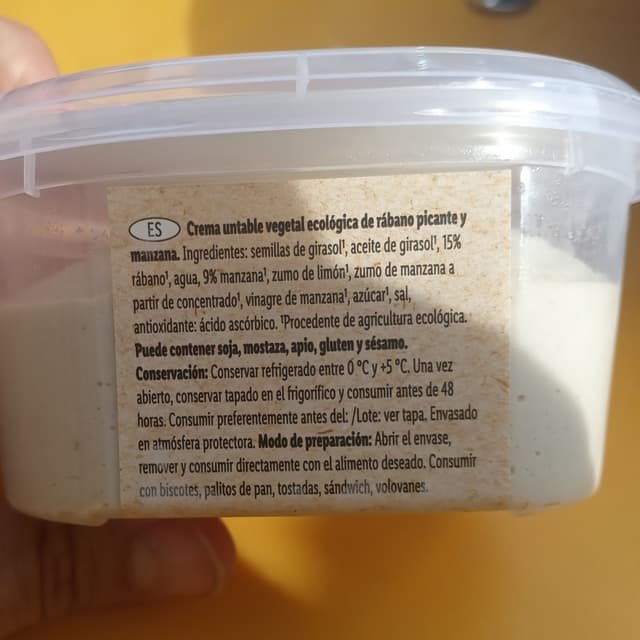 ES Crema untable vegetal ecológica de rábano picante y
manzana. Ingredientes: semillas de girasol¹, aceite de girasol¹, 15%
rábano¹, agua, 9% manzana¹, zumo de limón¹, zumo de manzana a
partir de concentrado¹, vinagre de manzana¹, azúcar¹, sal,
antioxidante: ácido ascórbico. ¹Procedente de agricultura ecológica.
Puede contener soja, mostaza, apio, gluten y sésamo.
Conservación: Conservar refrigerado entre 0 °C y +5 °C. Una vez
abierto, conservar tapado en el frigorífico y consumir antes de 48
horas. Consumir preferentemente antes del: /Lote: ver tapa. Envasado
en atmósfera protectora. Modo de preparación: Abrir el envase,
remover y consumir directamente con el alimento deseado. Consumir
con biscotes, palitos de pan, tostadas, sándwich, volovanes.